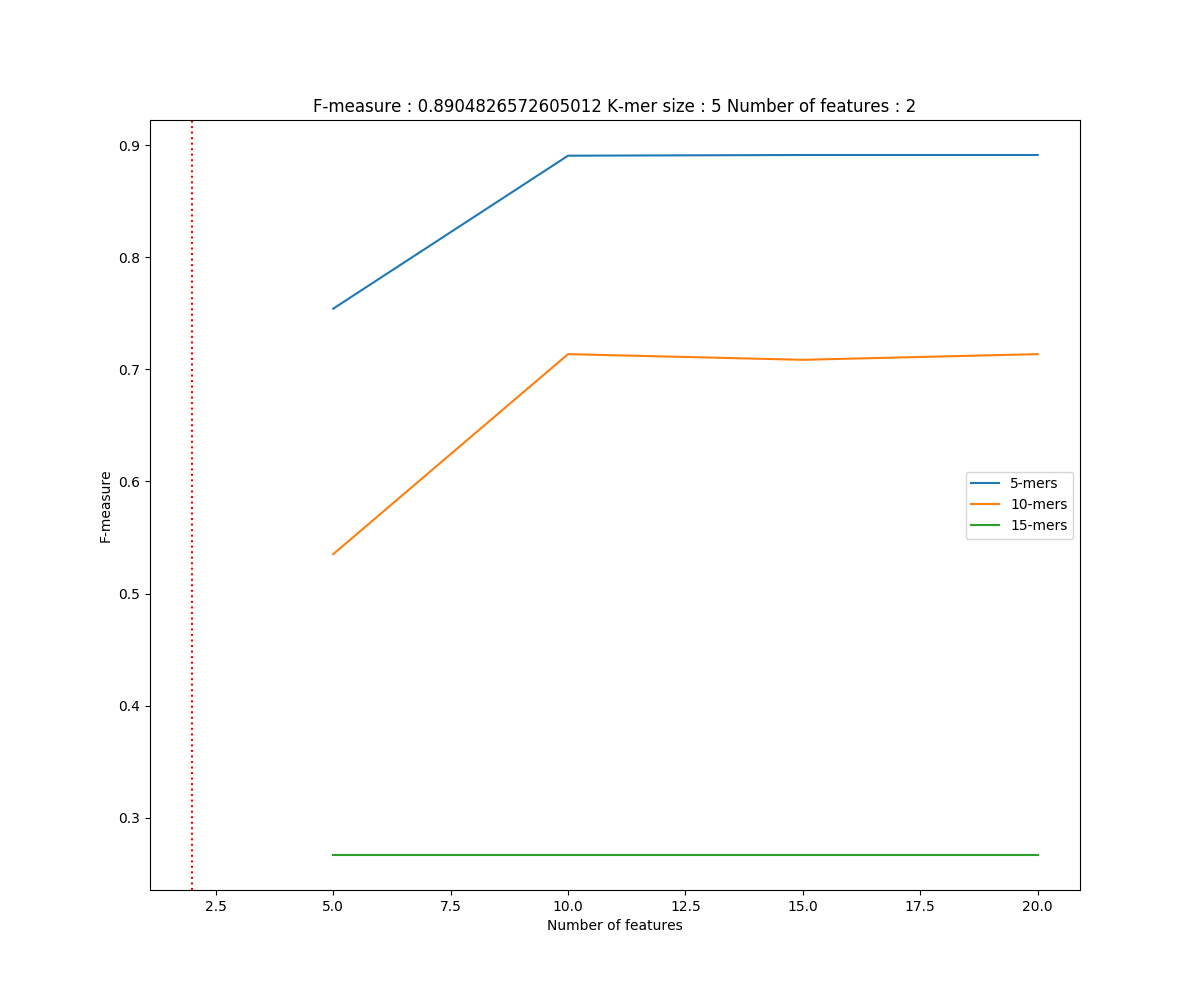 F-measure : 0.8904826572605012 K-mer size : 5 Number of features : 2
0.9
0.8
0.7
0.6
0.5
0.4
0.3
F-measure
5-mers
10-mers
15-mers
2.5 5.0 7.5 10.0 12.5 15.0 17.5 20.0
Number of features